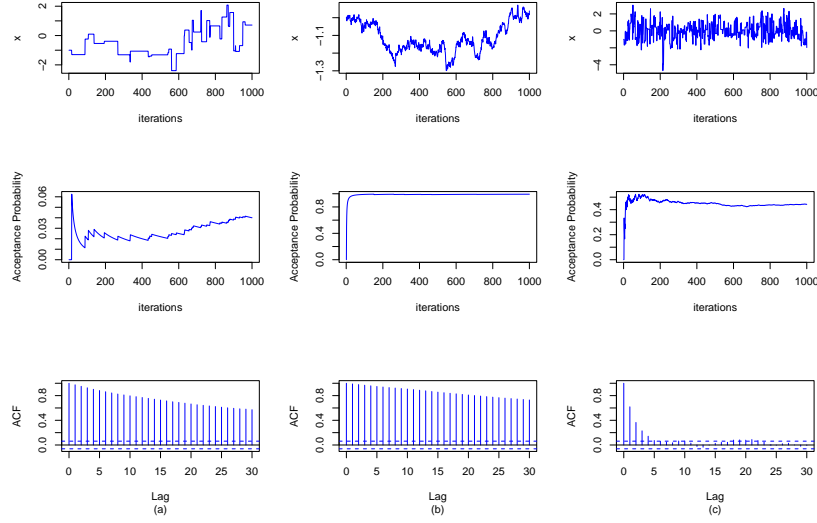 x
2
0
−2
0 200 400 600 800 1000
iterations
x
−1.1
−1.3
0 200 400 600 800 1000
iterations
x
2
0
−4
0 200 400 600 800 1000
iterations
Acceptance Probability
0.06
0.03
0.00
0 200 400 600 800 1000
iterations
Acceptance Probability
0.8
0.4
0.0
0 200 400 600 800 1000
iterations
Acceptance Probability
0.4
0.2
0.0
0 200 400 600 800 1000
iterations
ACF
0.8
0.4
0.0
0 5 10 15 20 25 30
Lag
(a)
ACF
0.8
0.4
0.0
0 5 10 15 20 25 30
Lag
(b)
ACF
0.8
0.4
0.0
0 5 10 15 20 25 30
Lag
(c)